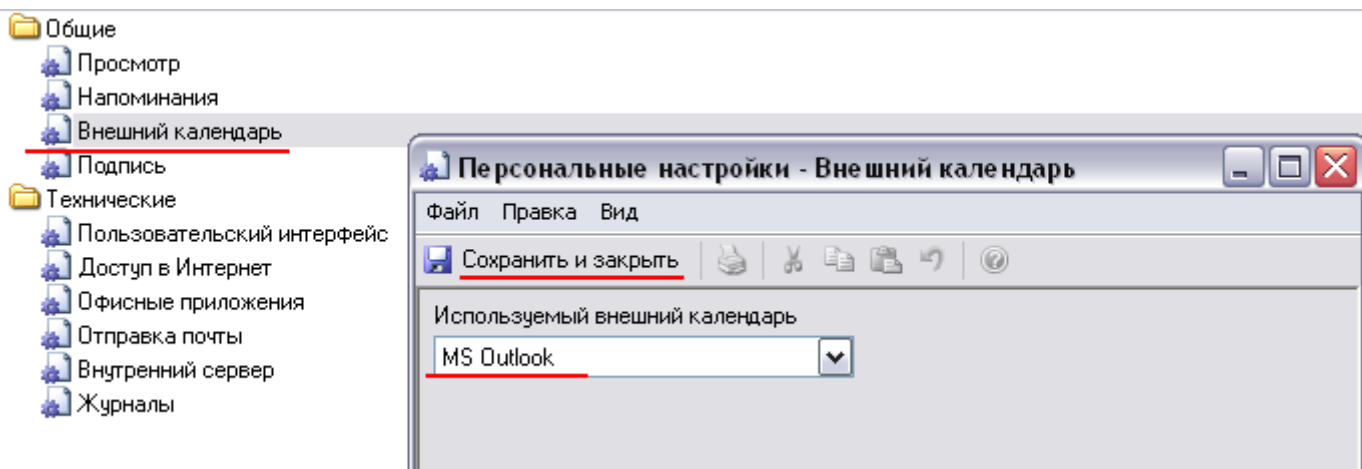 Общие
Просмотр
Напоминания
Внешний календарь
Подпись
Технические
Пользовательский интерфейс
Доступ в Интернет
Офисные приложения
Отправка почты
Внутренний сервер
Журналы
Персональные настройки - Внешний календарь
Файл Правка Вид
Сохранить и закрыть
Используемый внешний календарь
MS Outlook